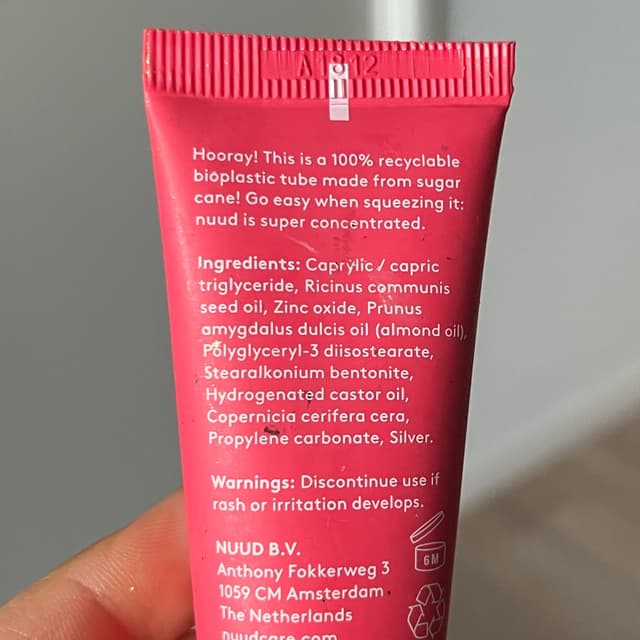 Hooray! This is a 100% recyclable
bioplastic tube made from sugar
cane! Go easy when squeezing it:
nuud is super concentrated.
Ingredients: Caprylic / capric
triglyceride, Ricinus communis
seed oil, Zinc oxide, Prunus
amygdalus dulcis oil (almond oil),
Polyglyceryl-3 diisostearate,
Stearalkonium bentonite,
Hydrogenated castor oil,
Copernicia cerifera cera,
Propylene carbonate, Silver.
Warnings: Discontinue use if
rash or irritation develops.
NUUD B.V.
Anthony Fokkerweg 3
1059 CM Amsterdam
The Netherlands
nuudcare.com
6M